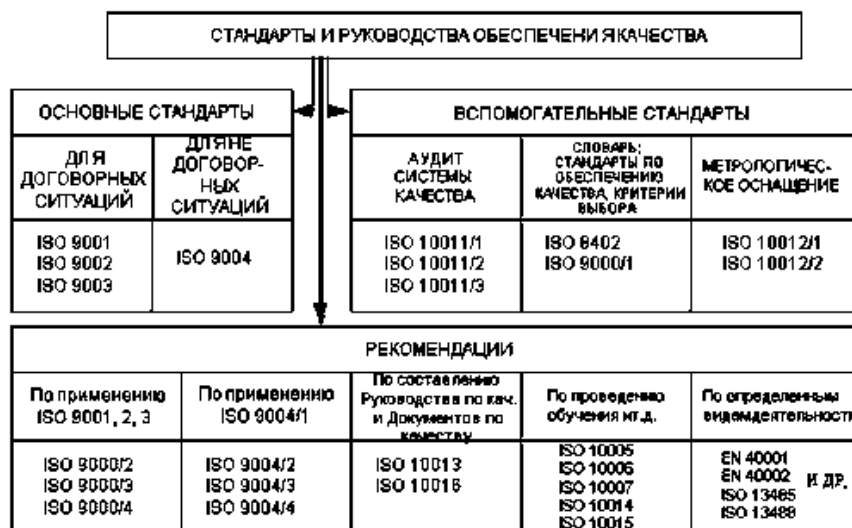 СТАНДАРТЫ И РУКОВОДСТВА ОБЕСПЕЧЕНИ Я КАЧЕСТВА
ОСНОВНЫЕ СТАНДАРТЫ
ДЛЯ
ДОГОВОРНЫХ
СИТУАЦИЙ
ДЛЯ НЕ
ДОГОВОР-
НЫХ
СИТУАЦИЙ
ISO 9001
ISO 9002
ISO 9003
ISO 9004
ВСПОМОГАТЕЛЬНЫЕ СТАНДАРТЫ
АУДИТ
СИСТЕМЫ
КАЧЕСТВА
СЛОВАРЬ;
СТАНДАРТЫ ПО
ОБЕСПЕЧЕНИЮ
КАЧЕСТВА, КРИТЕРИИ
ВЫБОРА
МЕТРОЛОГИЧЕС-
КОЕ ОСНАЩЕНИЕ
ISO 10011/1
ISO 10011/2
ISO 10011/3
ISO 8402
ISO 9000/1
ISO 10012/1
ISO 10012/2
РЕКОМЕНДАЦИИ
По применению
ISO 9001, 2, 3
По применению
ISO 9004/1
По составлению
Руководства по кач.
и Документов по
качеству
По проведению
обучения и т.д.
По определенным
видам деятельности
ISO 9000/2
ISO 9000/3
ISO 9000/4
ISO 9004/2
ISO 9004/3
ISO 9004/4
ISO 10013
ISO 10016
ISO 10005
ISO 10006
ISO 10007
ISO 10014
ISO 10015
EN 40001
EN 40002 И ДР.
ISO 13485
ISO 13488